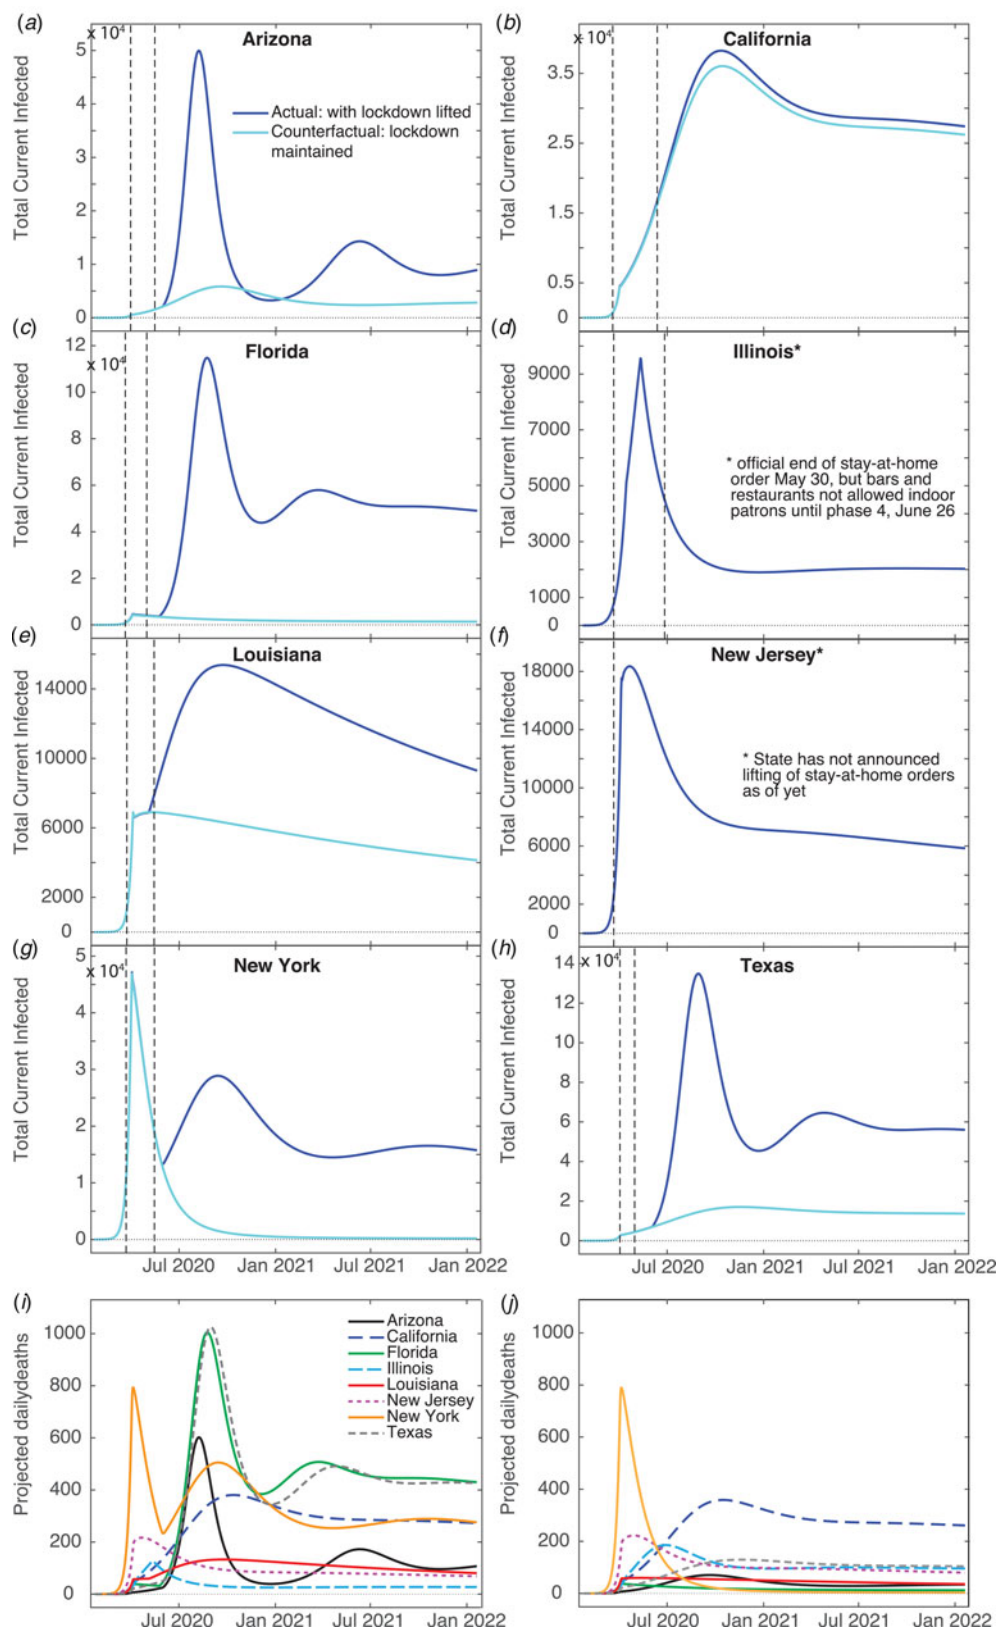 (a)
× 10⁴
Arizona
Total Current Infected
5
4
3
2
1
0
Actual: with lockdown lifted
Counterfactual: lockdown
maintained
(b)
× 10⁴
California
Total Current Infected
3.5
2.5
1.5
0.5
0
(c)
× 10⁴
Florida
Total Current Infected
12
10
8
6
4
2
0
(d)
Illinois*
Total Current Infected
9000
7000
5000
3000
1000
0
* official end of stay-at-home
order May 30, but bars and
restaurants not allowed indoor
patrons until phase 4, June 26
(e)
Louisiana
Total Current Infected
14000
10000
6000
2000
0
(f)
New Jersey*
Total Current Infected
18000
14000
10000
6000
2000
0
* State has not announced
lifting of stay-at-home orders
as of yet
(g)
× 10⁴
New York
Total Current Infected
5
4
3
2
1
0
Jul 2020
Jan 2021
Jul 2021
Jan 2022
(h)
× 10⁴
Texas
Total Current Infected
14
12
10
8
6
4
2
0
Jul 2020
Jan 2021
Jul 2021
Jan 2022
(i)
Projected dailydeaths
1000
800
600
400
200
0
Arizona
California
Florida
Illinois
Louisiana
New Jersey
New York
Texas
Jul 2020
Jan 2021
Jul 2021
Jan 2022
(j)
Projected dailydeaths
1000
800
600
400
200
0
Jul 2020
Jan 2021
Jul 2021
Jan 2022